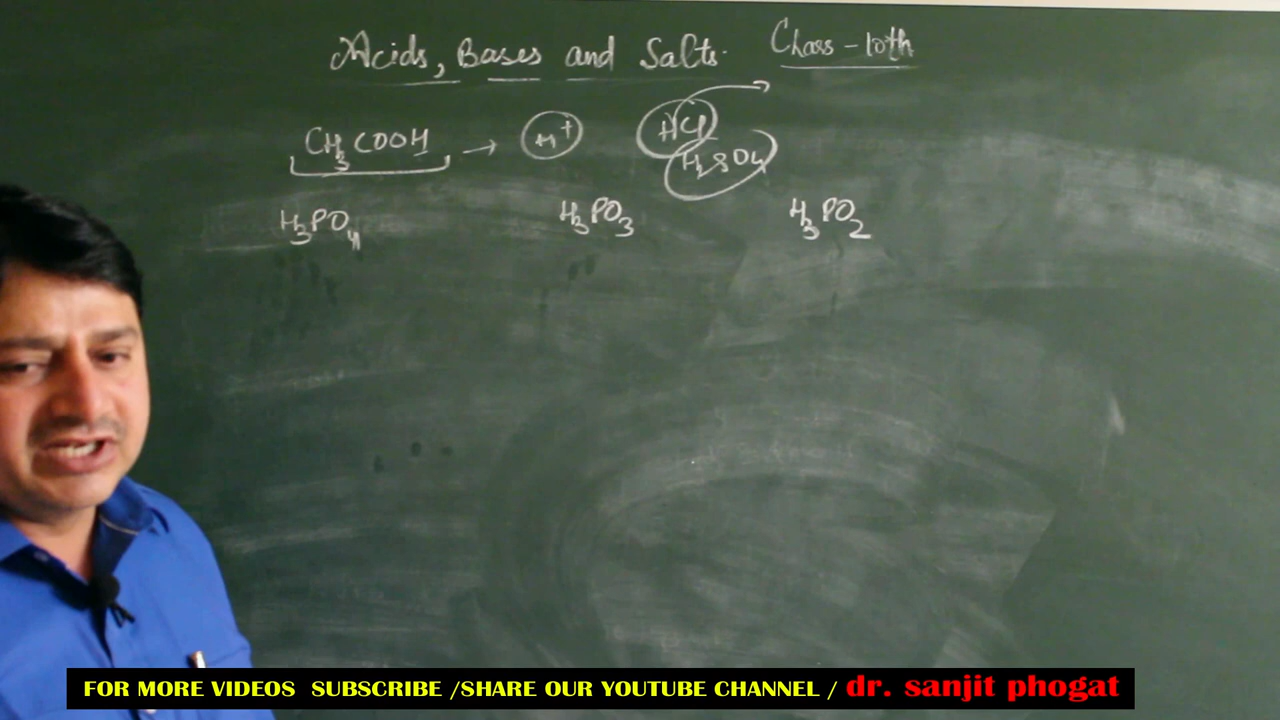 Acids, Bases and Salts. Class - 10th
CH3COOH → H+ HCl
H2SO4
H3PO4 H3PO3 H3PO2
FOR MORE VIDEOS SUBSCRIBE /SHARE OUR YOUTUBE CHANNEL / dr. sanjit phogat